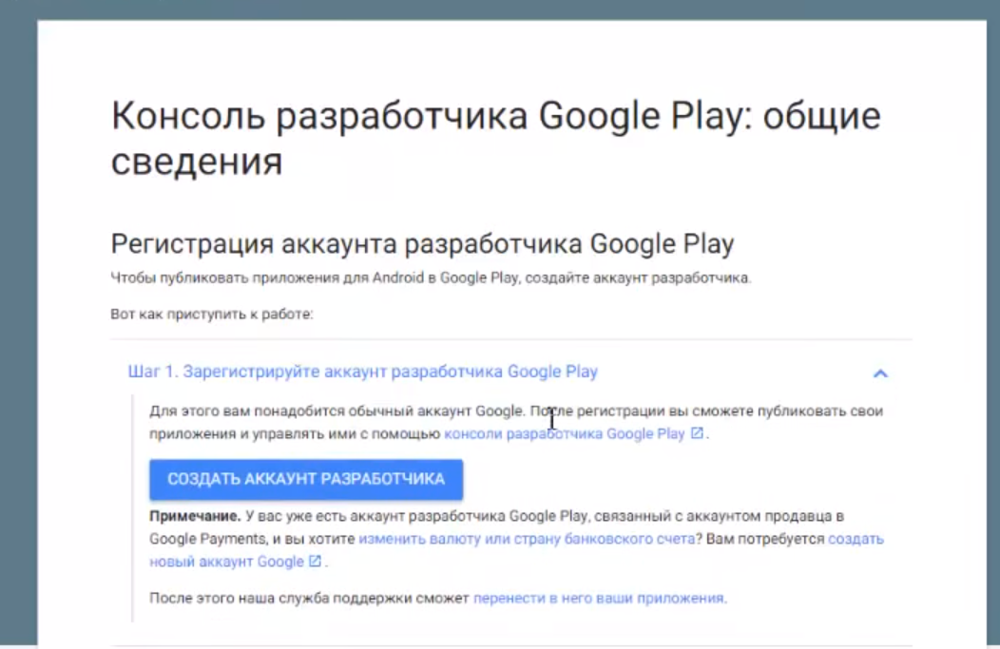 Консоль разработчика Google Play: общие
сведения
Регистрация аккаунта разработчика Google Play
Чтобы публиковать приложения для Android в Google Play, создайте аккаунт разработчика.
Вот как приступить к работе:
Шаг 1. Зарегистрируйте аккаунт разработчика Google Play
Для этого вам понадобится обычный аккаунт Google. После регистрации вы сможете публиковать свои
приложения и управлять ими с помощью консоли разработчика Google Play.
СОЗДАТЬ АККАУНТ РАЗРАБОТЧИКА
Примечание. У вас уже есть аккаунт разработчика Google Play, связанный с аккаунтом продавца в
Google Payments, и вы хотите изменить валюту или страну банковского счета? Вам потребуется создать
новый аккаунт Google.
После этого наша служба поддержки сможет перенести в него ваши приложения.